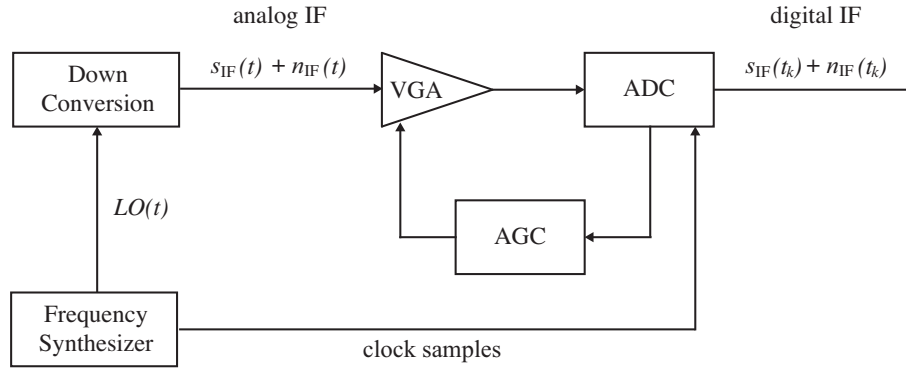 analog IF
digital IF
Down
Conversion
s_IF(t) + n_IF(t)
VGA
ADC
s_IF(t_k) + n_IF(t_k)
LO(t)
AGC
Frequency
Synthesizer
clock samples